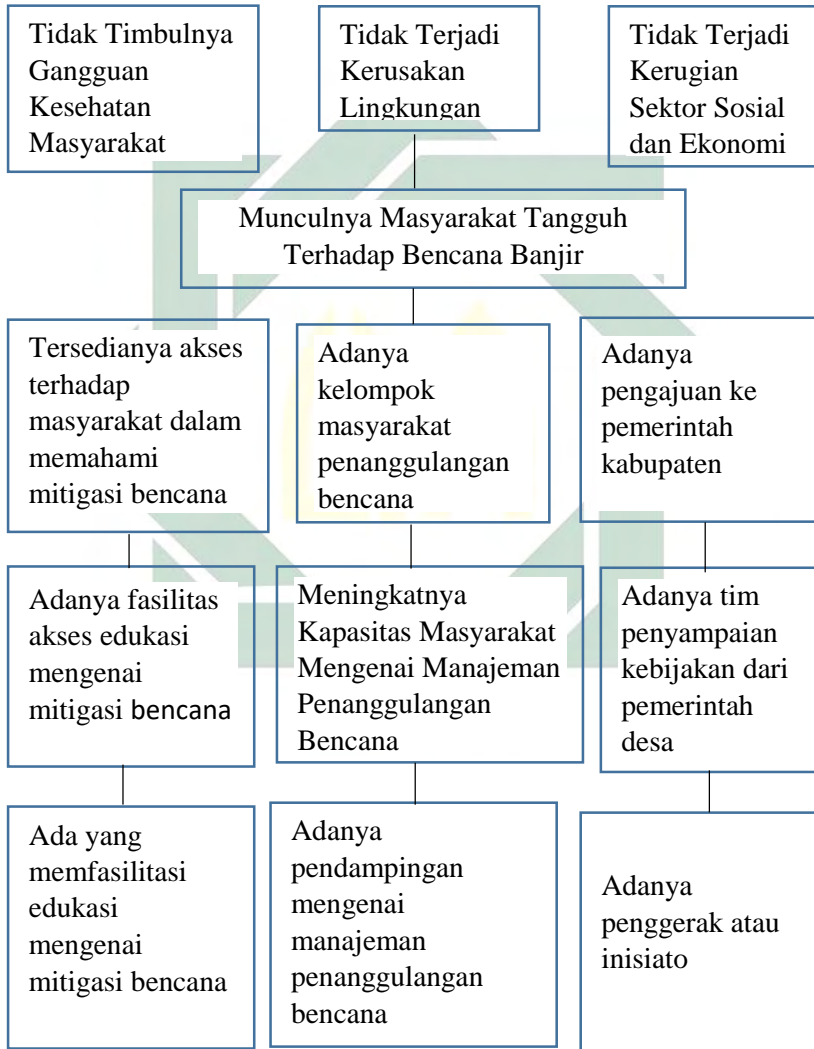 Tidak Timbulnya
Gangguan
Kesehatan
Masyarakat
Tidak Terjadi
Kerusakan
Lingkungan
Tidak Terjadi
Kerugian
Sektor Sosial
dan Ekonomi
Munculnya Masyarakat Tangguh
Terhadap Bencana Banjir
Tersedianya akses
terhadap
masyarakat dalam
memahami
mitigasi bencana
Adanya
kelompok
masyarakat
penanggulangan
bencana
Adanya
pengajuan ke
pemerintah
kabupaten
Adanya fasilitas
akses edukasi
mengenai
mitigasi bencana
Meningkatnya
Kapasitas Masyarakat
Mengenai Manajeman
Penanggulangan
Bencana
Adanya tim
penyampaian
kebijakan dari
pemerintah
desa
Ada yang
memfasilitasi
edukasi
mengenai
mitigasi bencana
Adanya
pendampingan
mengenai
manajeman
penanggulangan
bencana
Adanya
penggerak atau
inisiato